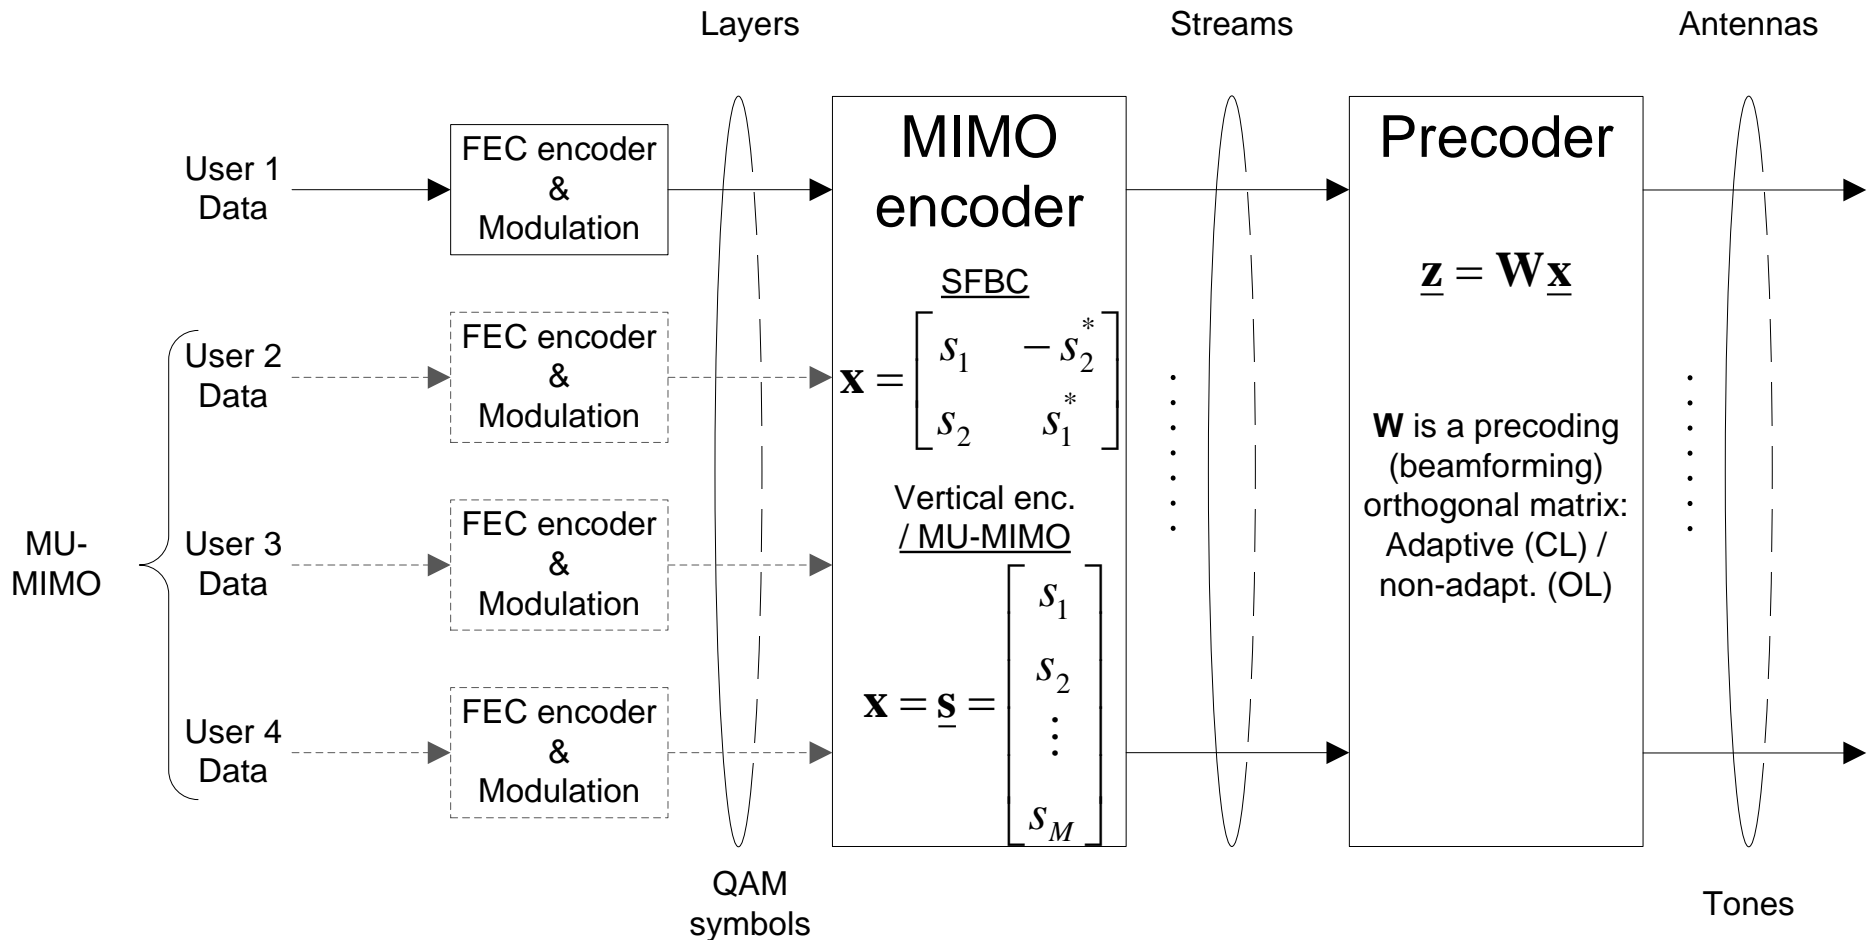 Layers
Streams
Antennas
User 1
Data
FEC encoder
&
Modulation
MIMO
encoder
Precoder
SFBC
x = [ s₁ − s₂*
s₂ s₁* ]
z = Wx
MU-
MIMO
User 2
Data
FEC encoder
&
Modulation
User 3
Data
FEC encoder
&
Modulation
User 4
Data
FEC encoder
&
Modulation
Vertical enc.
/ MU-MIMO
x = s = [ s₁
s₂
⋮
s_M ]
W is a precoding
(beamforming)
orthogonal matrix:
Adaptive (CL) /
non-adapt. (OL)
QAM
symbols
Tones